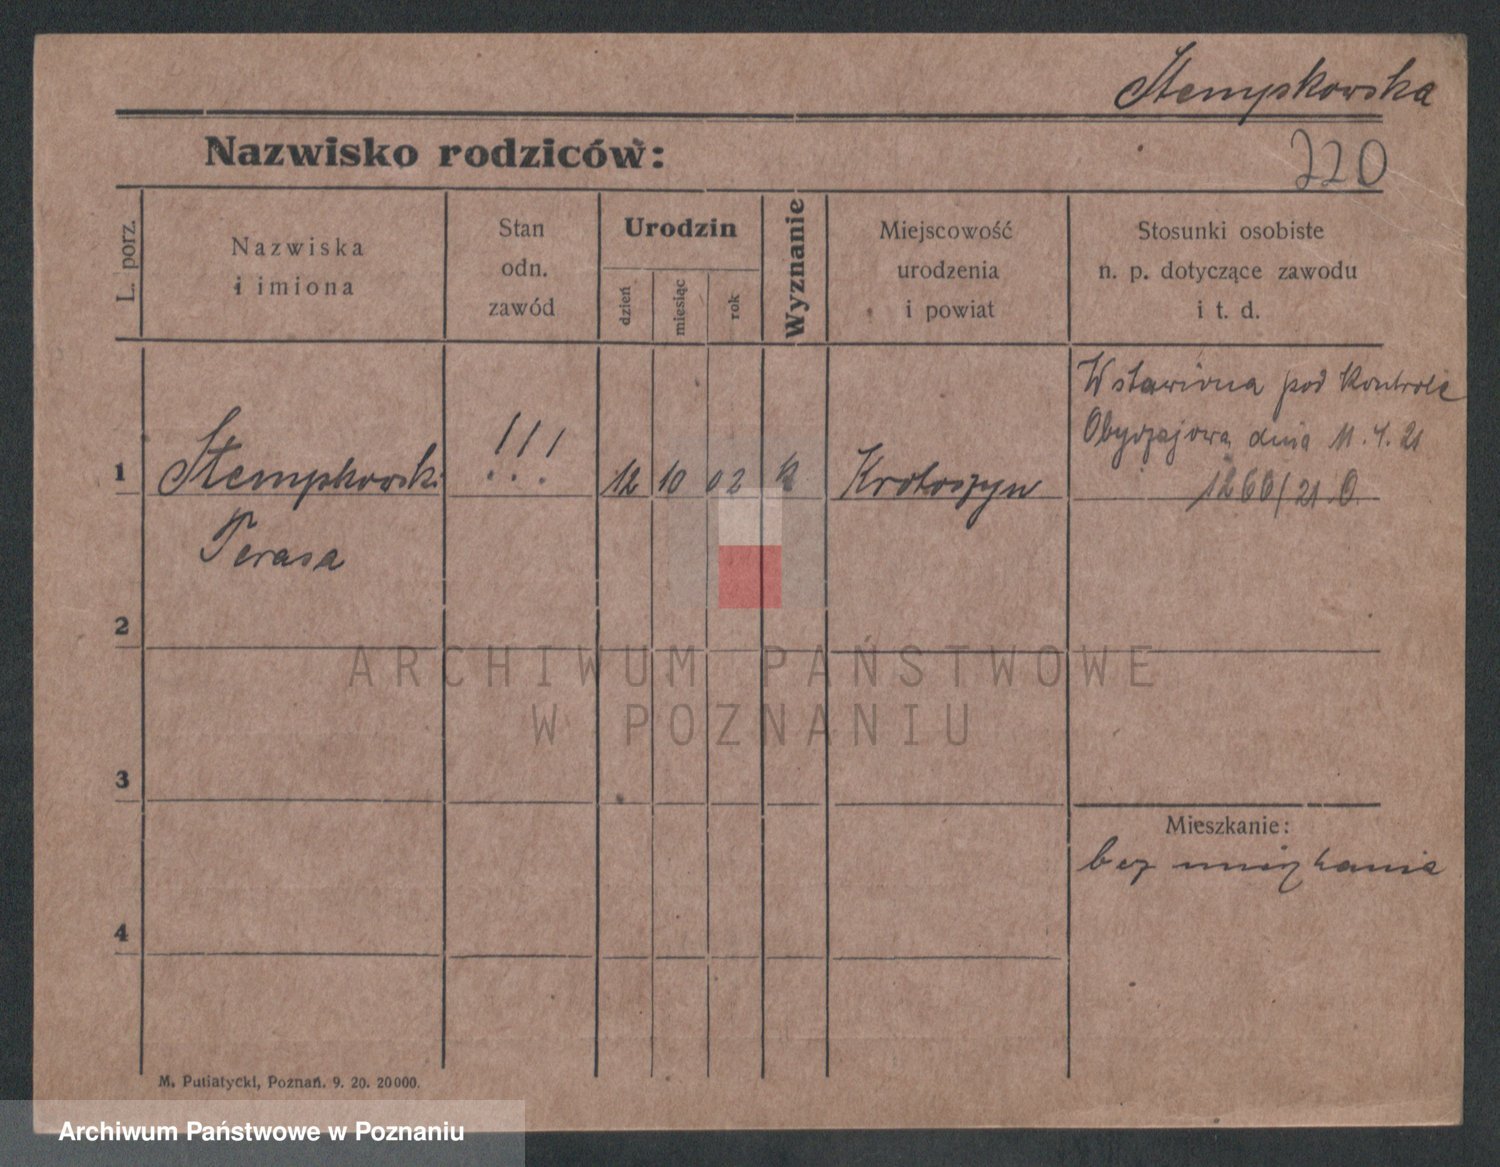 Stempkowska
Nazwisko rodziców:
220
L. porz.
Nazwiska
i imiona
Stan
odn.
zawód
Urodzin
dzień
miesiąc
rok
Wyznanie
Miejscowość
urodzenia
i powiat
Stosunki osobiste
n. p. dotyczące zawodu
i t. d.
Wstawiona pod Kontrolę
Obyczajową dnia 11. 4. 21
1260/21.O.
1 Stempkowski !!! 12 10 02 K Krotoszyn
Terasa
2
3
4
Mieszkanie:
bez mieszkania
ARCHIWUM PAŃSTWOWE
W POZNANIU
M. Putiatycki, Poznań. 9. 20. 20000.
Archiwum Państwowe w Poznaniu